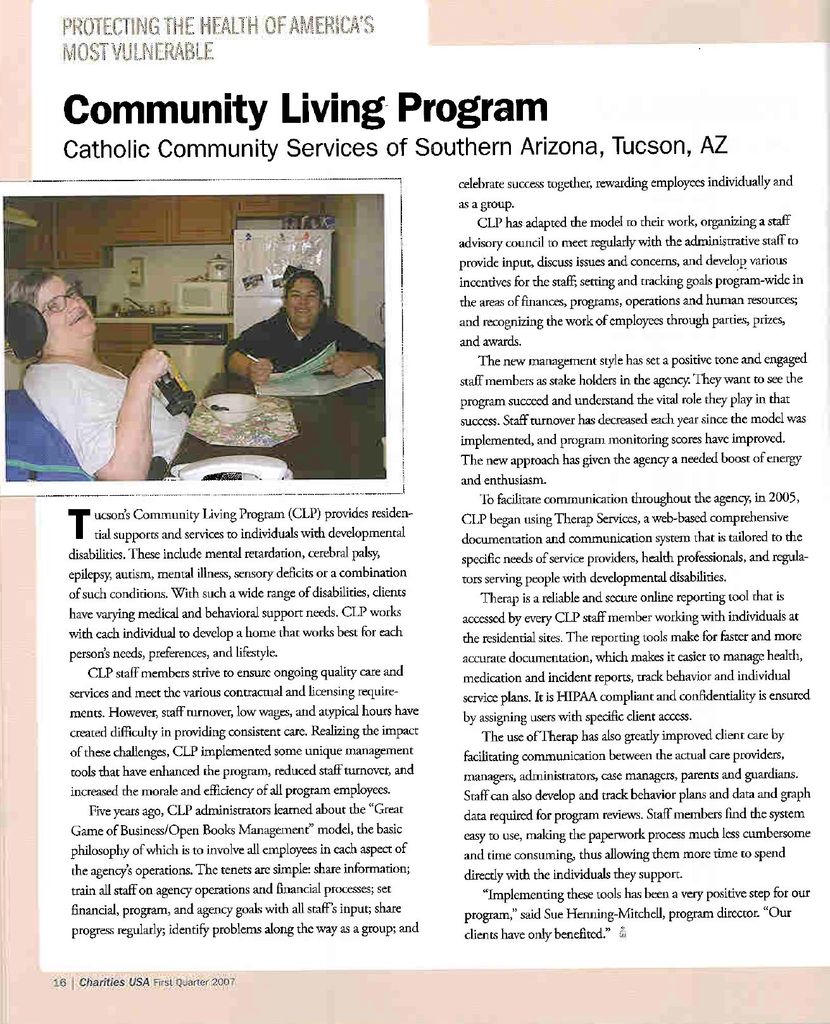 PROTECTING THE HEALTH OF AMERICA'S
MOST VULNERABLE
Community Living Program
Catholic Community Services of Southern Arizona, Tucson, AZ
Tucson's Community Living Program (CLP) provides residen-
tial supports and services to individuals with developmental
disabilities. These include mental retardation, cerebral palsy,
epilepsy, autism, mental illness, sensory deficits or a combination
of such conditions. With such a wide range of disabilities, clients
have varying medical and behavioral support needs. CLP works
with each individual to develop a home that works best for each
person's needs, preferences, and lifestyle.
CLP staff members strive to ensure ongoing quality care and
services and meet the various contractual and licensing require-
ments. However, staff turnover, low wages, and atypical hours have
created difficulty in providing consistent care. Realizing the impact
of these challenges, CLP implemented some unique management
tools that have enhanced the program, reduced staff turnover, and
increased the morale and efficiency of all program employees.
Five years ago, CLP administrators learned about the "Great
Game of Business/Open Books Management" model, the basic
philosophy of which is to involve all employees in each aspect of
the agency's operations. The tenets are simple: share information;
train all staff on agency operations and financial processes; set
financial, program, and agency goals with all staff's input; share
progress regularly; identify problems along the way as a group; and
celebrate success together, rewarding employees individually and
as a group.
CLP has adapted the model to their work, organizing a staff
advisory council to meet regularly with the administrative staff to
provide input, discuss issues and concerns, and develop various
incentives for the staff; setting and tracking goals program-wide in
the areas of finances, programs, operations and human resources;
and recognizing the work of employees through parties, prizes,
and awards.
The new management style has set a positive tone and engaged
staff members as stake holders in the agency. They want to see the
program succeed and understand the vital role they play in that
success. Staff turnover has decreased each year since the model was
implemented, and program monitoring scores have improved.
The new approach has given the agency a needed boost of energy
and enthusiasm.
To facilitate communication throughout the agency, in 2005,
CLP began using Therap Services, a web-based comprehensive
documentation and communication system that is tailored to the
specific needs of service providers, health professionals, and regula-
tors serving people with developmental disabilities.
Therap is a reliable and secure online reporting tool that is
accessed by every CLP staff member working with individuals at
the residential sites. The reporting tools make for faster and more
accurate documentation, which makes it easier to manage health,
medication and incident reports, track behavior and individual
service plans. It is HIPAA compliant and confidentiality is ensured
by assigning users with specific client access.
The use of Therap has also greatly improved client care by
facilitating communication between the actual care providers,
managers, administrators, case managers, parents and guardians.
Staff can also develop and track behavior plans and data and graph
data required for program reviews. Staff members find the system
easy to use, making the paperwork process much less cumbersome
and time consuming, thus allowing them more time to spend
directly with the individuals they support.
"Implementing these tools has been a very positive step for our
program," said Sue Henning-Mitchell, program director. "Our
clients have only benefited."
16 | Charities USA First Quarter 2007